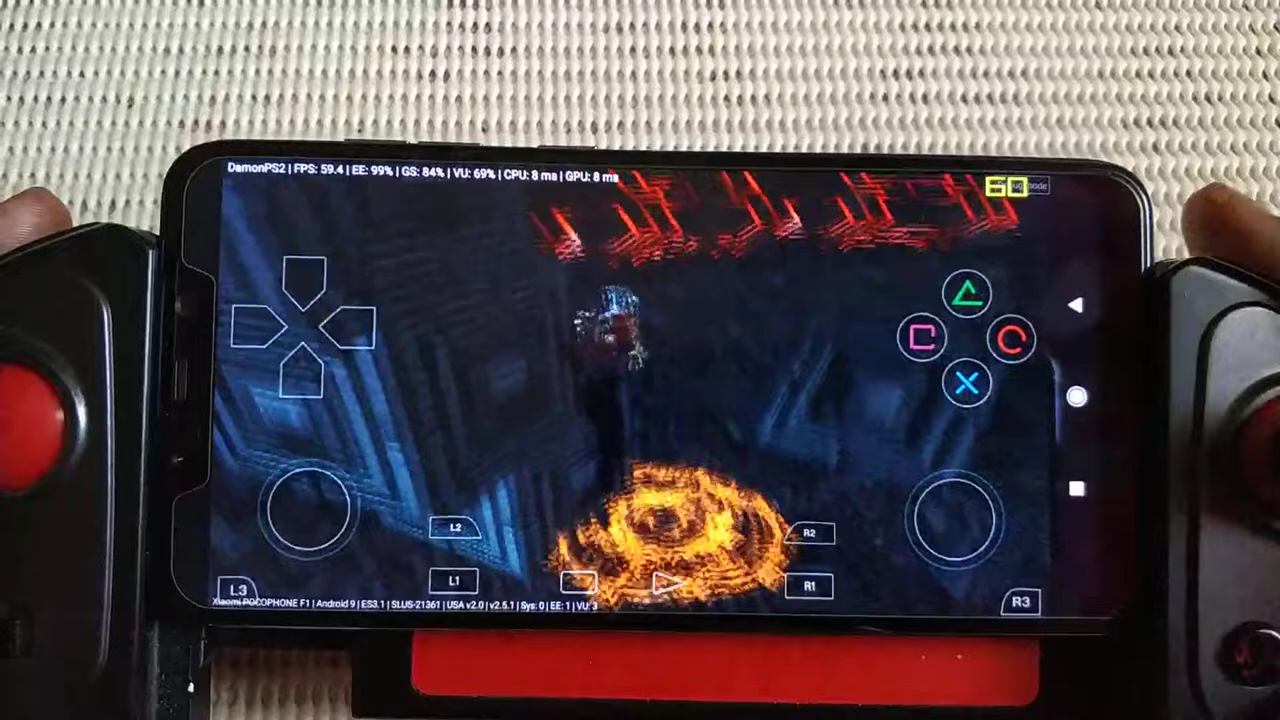 DamonPS2 | FPS: 59.4 | EE: 99% | GS: 84% | VU: 69% | CPU: 8 ms | GPU: 8 ms
60
node
L2
R2
L1
R1
L3
R3
Xiaomi POCOPHONE F1 | Android 9 | ES3.1 | SLUS-21361 | USA v2.0 | v2.5.1 | Sys: 0 | EE: 1 | VU: 3